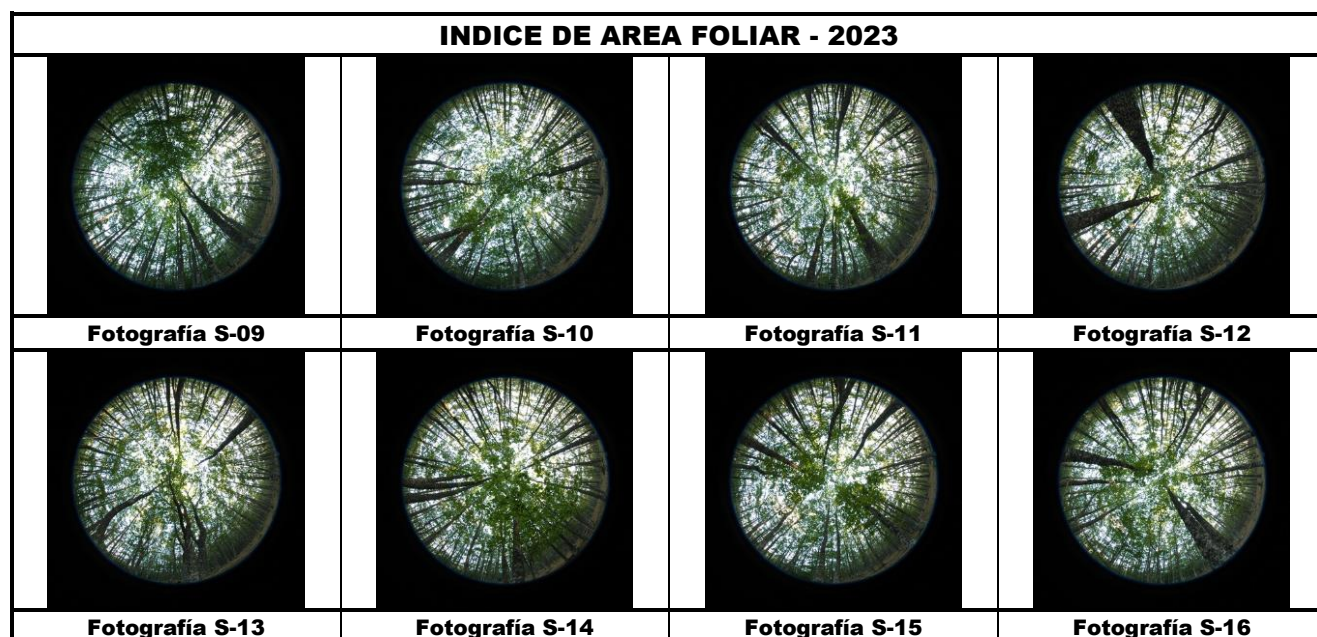 INDICE DE AREA FOLIAR - 2023
Fotografía S-09
Fotografía S-10
Fotografía S-11
Fotografía S-12
Fotografía S-13
Fotografía S-14
Fotografía S-15
Fotografía S-16